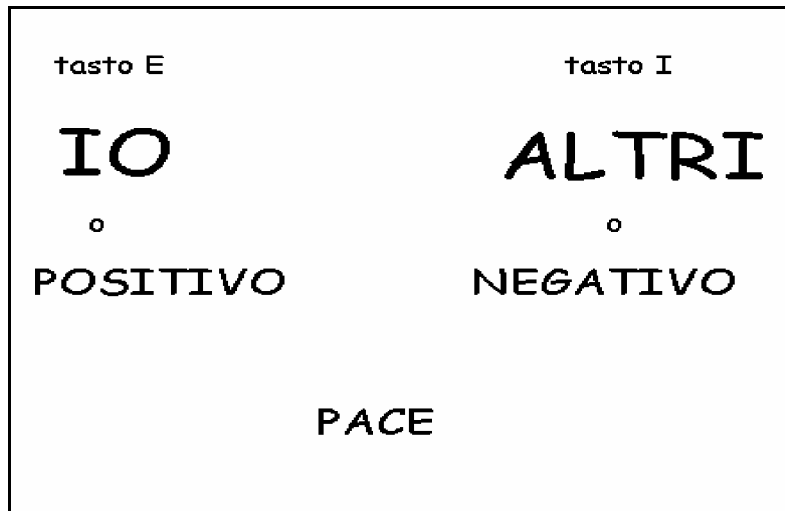 tasto E tasto I
IO ALTRI
o o
POSITIVO NEGATIVO
PACE